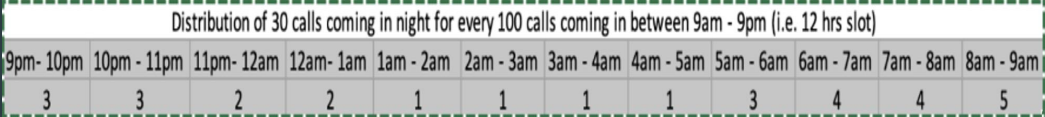 Distribution of 30 calls coming in night for every 100 calls coming in between 9am - 9pm (i.e. 12 hrs slot)
9pm- 10pm 10pm - 11pm 11pm- 12am 12am- 1am 1am - 2am 2am - 3am 3am - 4am 4am - 5am 5am - 6am 6am - 7am 7am - 8am 8am - 9am
3 3 2 2 1 1 1 1 3 4 4 5